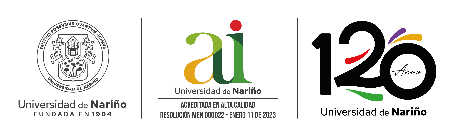 Universidad de Nariño
FUNDADA EN 1904
ai
Universidad de Nariño
ACREDITADA EN ALTA CALIDAD
RESOLUCIÓN MEN 000022 - ENERO 11 DE 2023
120
Años
Universidad de Nariño